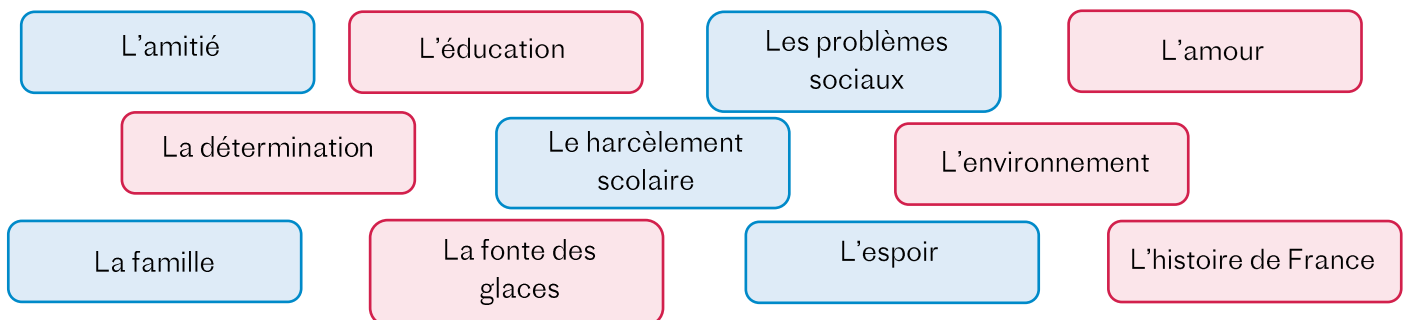 L’amitié
L’éducation
Les problèmes
sociaux
L’amour
La détermination
Le harcèlement
scolaire
L’environnement
La famille
La fonte des
glaces
L’espoir
L’histoire de France